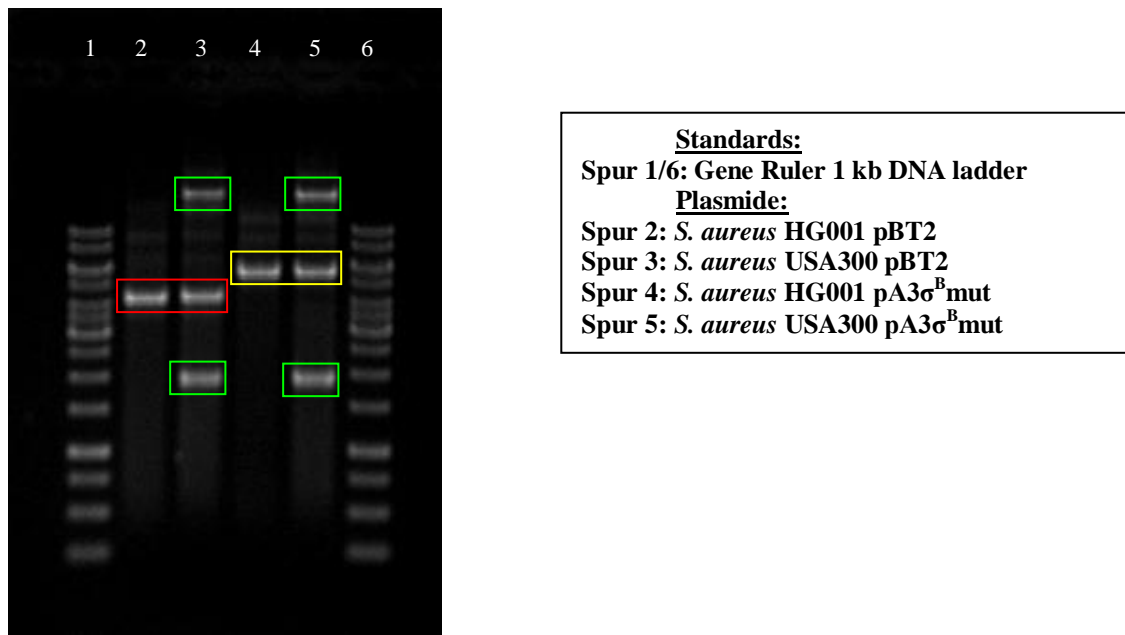 1 2 3 4 5 6
Standards:
Spur 1/6: Gene Ruler 1 kb DNA ladder
Plasmide:
Spur 2: S. aureus HG001 pBT2
Spur 3: S. aureus USA300 pBT2
Spur 4: S. aureus HG001 pA3σᴮmut
Spur 5: S. aureus USA300 pA3σᴮmut